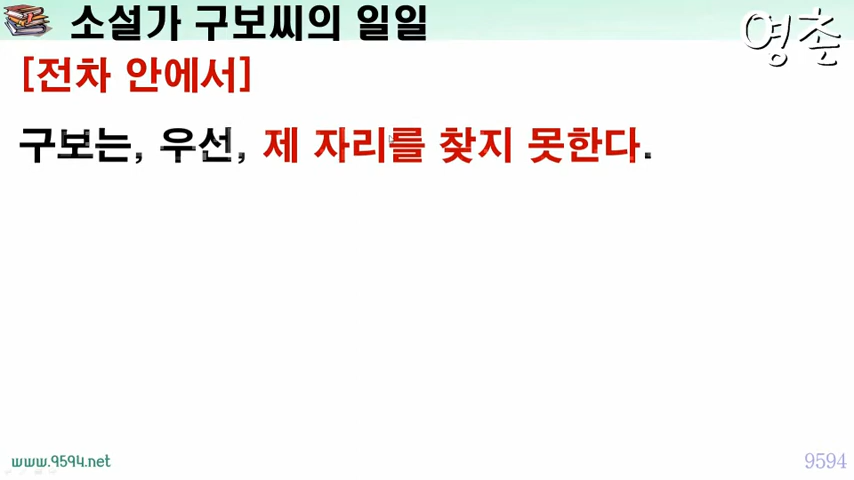 소설가 구보씨의 일일
영촌
[전차 안에서]
구보는, 우선, 제 자리를 찾지 못한다.
www.9594.net
9594